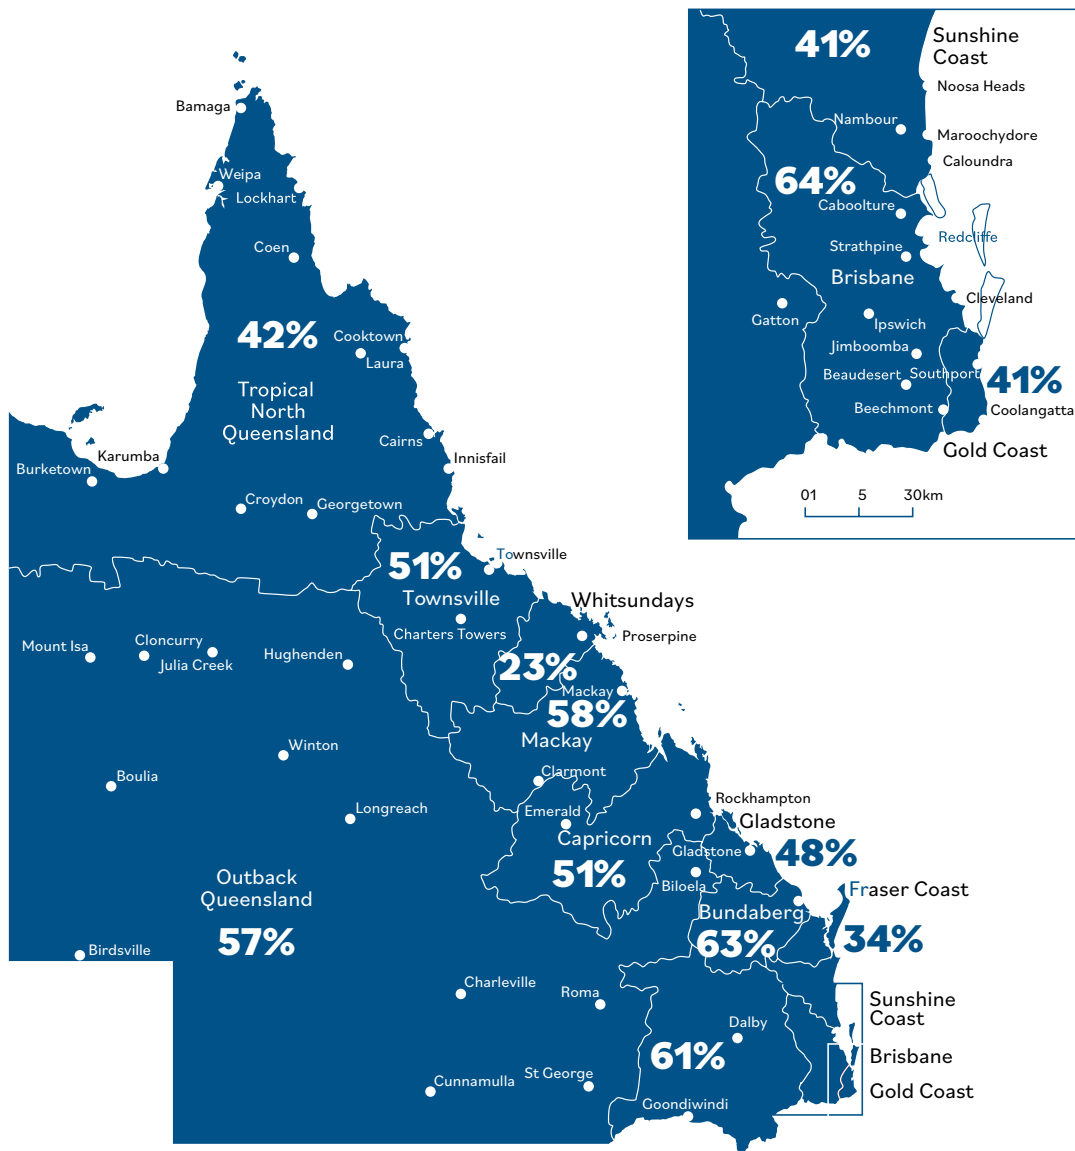 Bamaga
Weipa
Lockhart
Coen
42%
Cooktown
Laura
Tropical
North
Queensland
Cairns
Karumba
Innisfail
Burketown
Croydon
Georgetown
51%
Townsville
Townsville
Whitsundays
Charters Towers
Proserpine
Mount Isa
Cloncurry
Julia Creek
Hughenden
23%
Mackay
58%
Mackay
Winton
Boulia
Clarmont
Longreach
Emerald
Rockhampton
Gladstone
Capricorn
Gladstone
48%
51%
Biloela
Outback
Queensland
Fraser Coast
Bundaberg
57%
63%
34%
Birdsville
Charleville
Roma
Sunshine
Coast
Dalby
61%
Brisbane
Cunnamulla
St George
Gold Coast
Goondiwindi
41%
Sunshine
Coast
Noosa Heads
Nambour
Maroochydore
Caloundra
64%
Caboolture
Redcliffe
Strathpine
Brisbane
Cleveland
Gatton
Ipswich
Jimboomba
Beaudesert
Southport
41%
Beechmont
Coolangatta
Gold Coast
01 5 30km